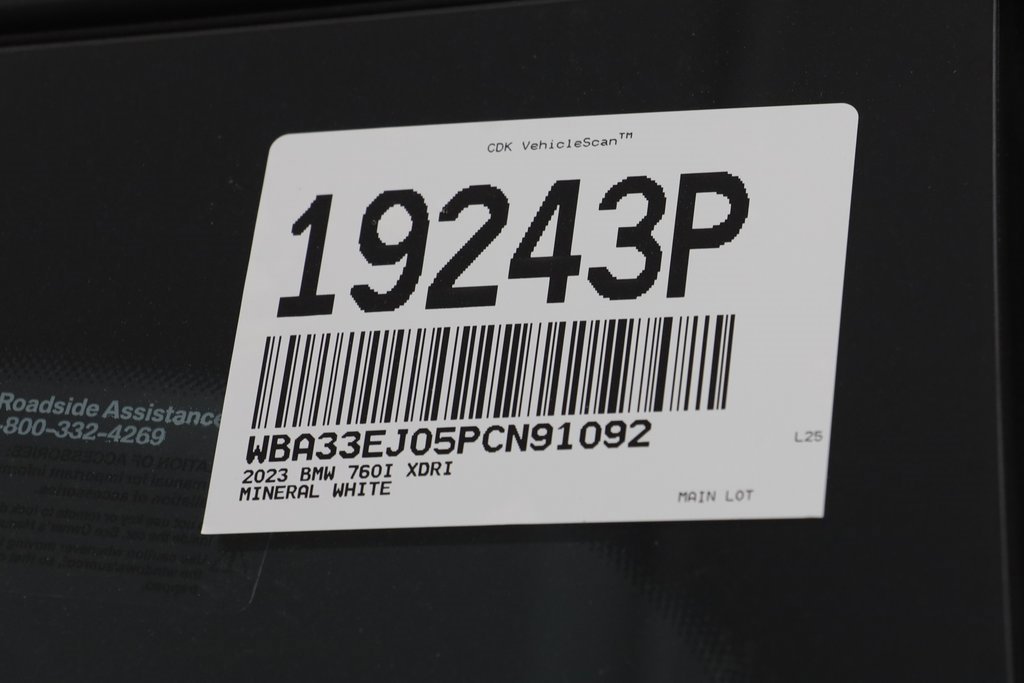 CDK VehicleScan™
19243P
WBA33EJ05PCN91092
L25
2023 BMW 760I XDRI
MINERAL WHITE
MAIN LOT
Roadside Assistance
-800-332-4269